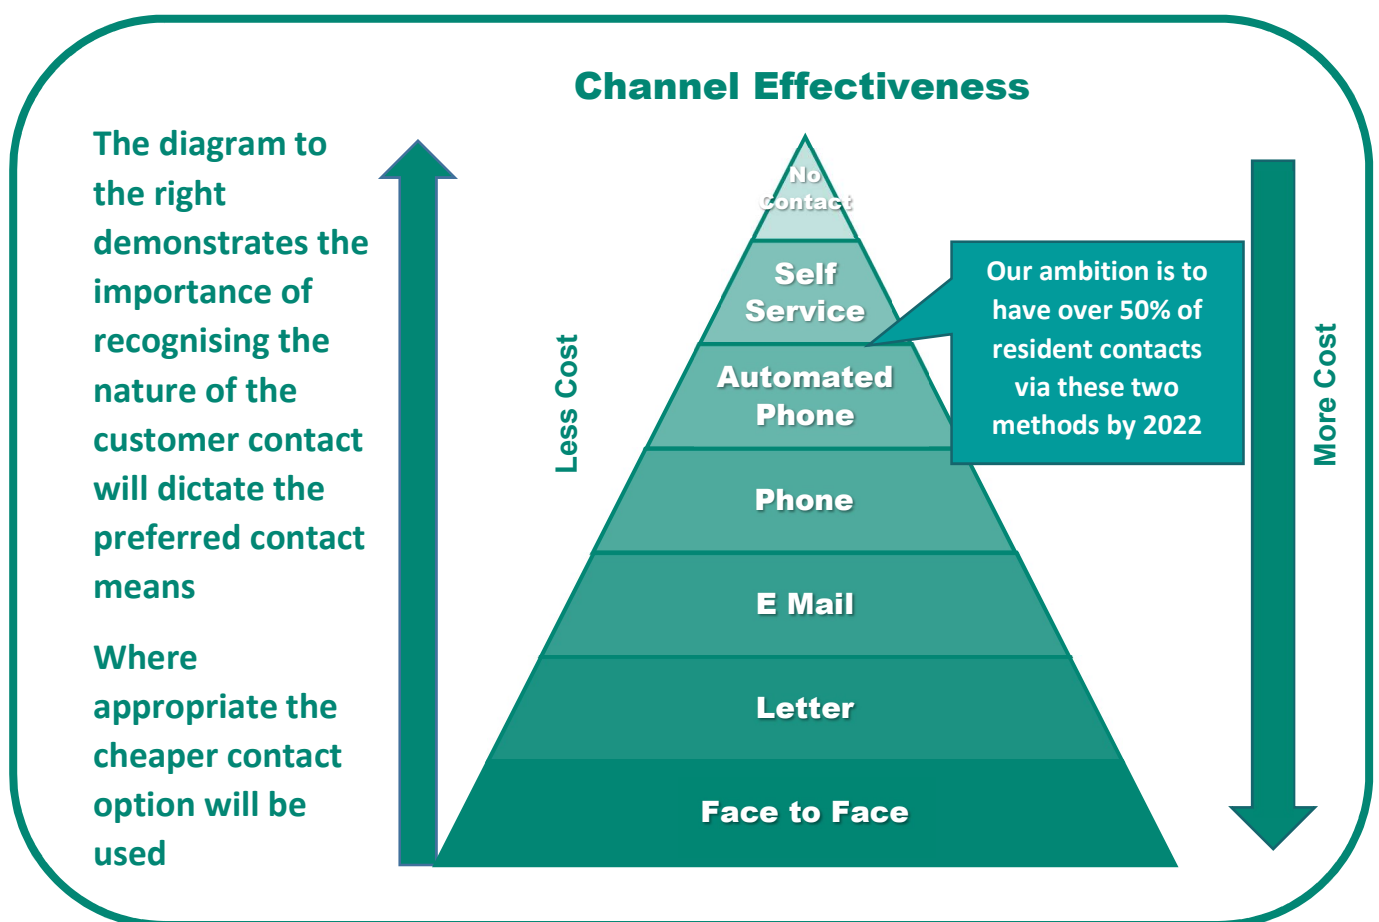 Channel Effectiveness
The diagram to
the right
demonstrates the
importance of
recognising the
nature of the
customer contact
will dictate the
preferred contact
means
Where
appropriate the
cheaper contact
option will be
used
Less Cost
No
Contact
Self
Service
Automated
Phone
Phone
E Mail
Letter
Face to Face
Our ambition is to
have over 50% of
resident contacts
via these two
methods by 2022
More Cost